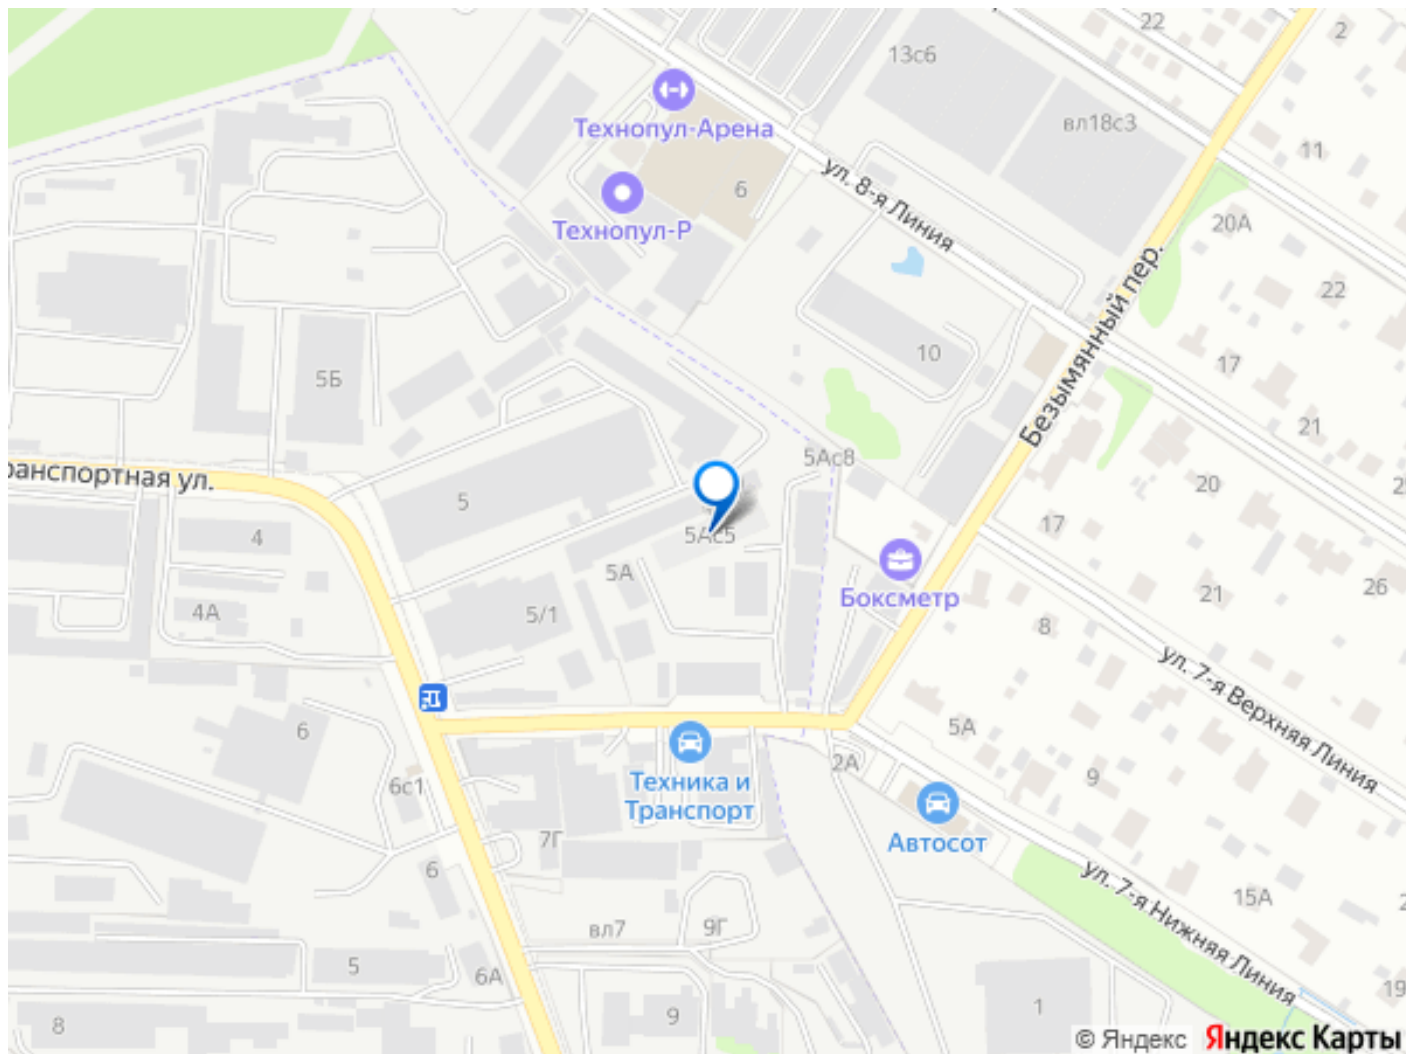 22
2
13с6
Технопул-Арена
вл18с3
11
6
ул. 8-я Линия
Технопул-Р
20А
Безымянный пер.
22
17
10
5Б
21
5Ас8
Транспортная ул.
5
20
17
4
5Ас5
5А
26
21
Боксметр
4А
5/1
8
ул. 7-я Верхняя Линия
6
5А
2А
9
6с1
Техника и
Транспорт
7Г
Автосот
6
ул. 7-я Нижняя Линия
15А
вл7
9Г
5
6А
19
1
8
9
© Яндекс Яндекс Карты